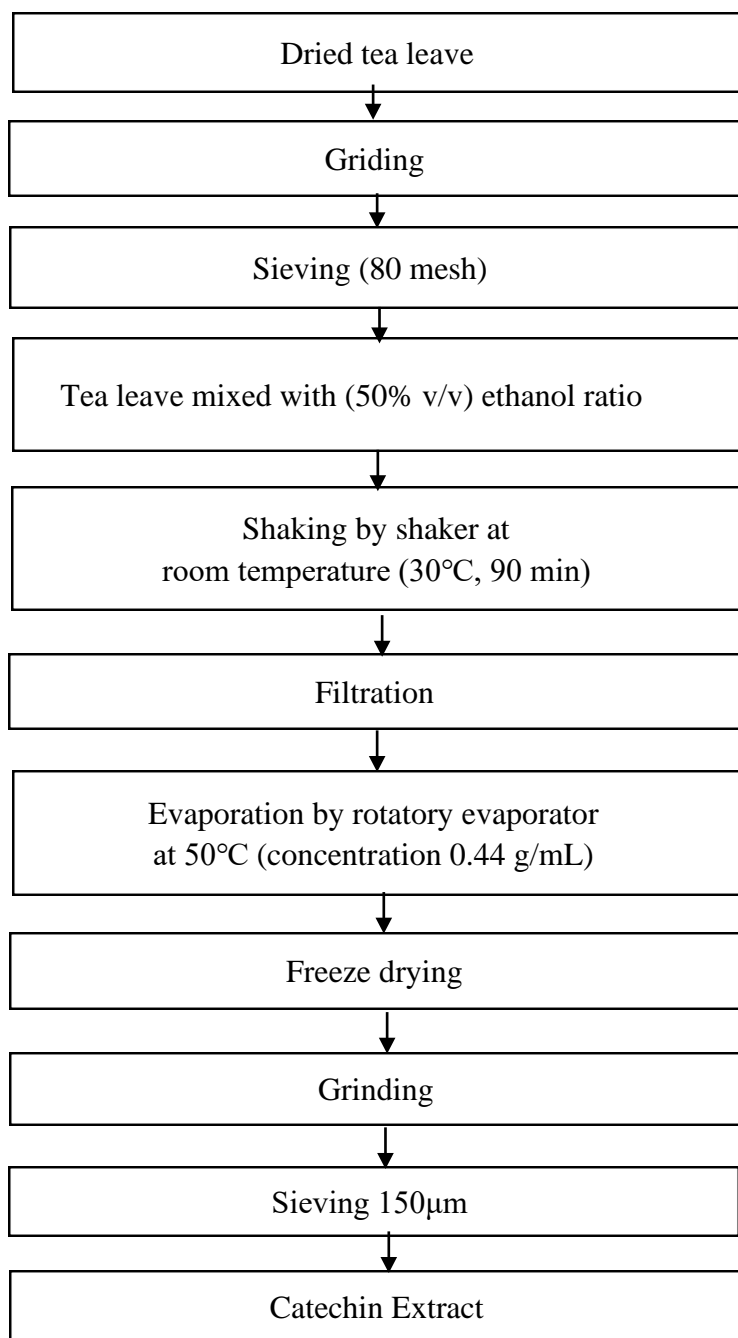 Dried tea leave
Griding
Sieving (80 mesh)
Tea leave mixed with (50% v/v) ethanol ratio
Shaking by shaker at
room temperature (30℃, 90 min)
Filtration
Evaporation by rotatory evaporator
at 50℃ (concentration 0.44 g/mL)
Freeze drying
Grinding
Sieving 150μm
Catechin Extract